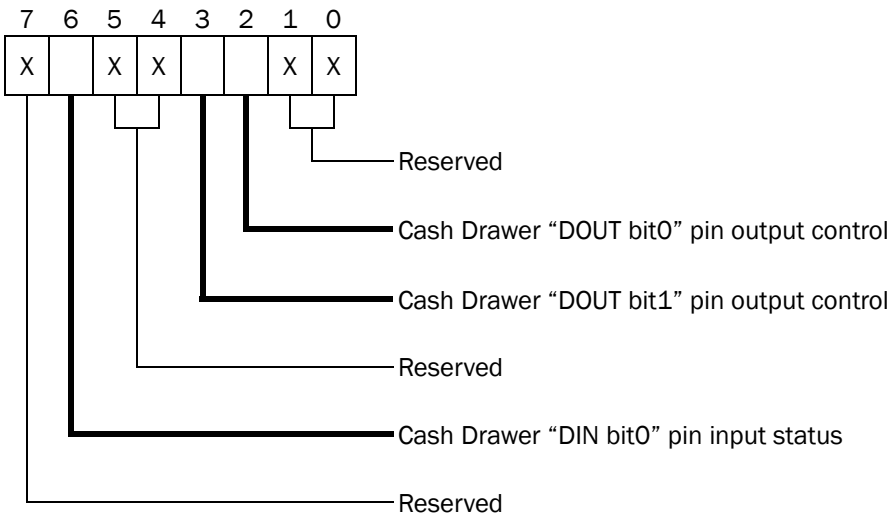 7 6 5 4 3 2 1 0
X X X X X
Reserved
Cash Drawer “DOUT bit0” pin output control
Cash Drawer “DOUT bit1” pin output control
Reserved
Cash Drawer “DIN bit0” pin input status
Reserved